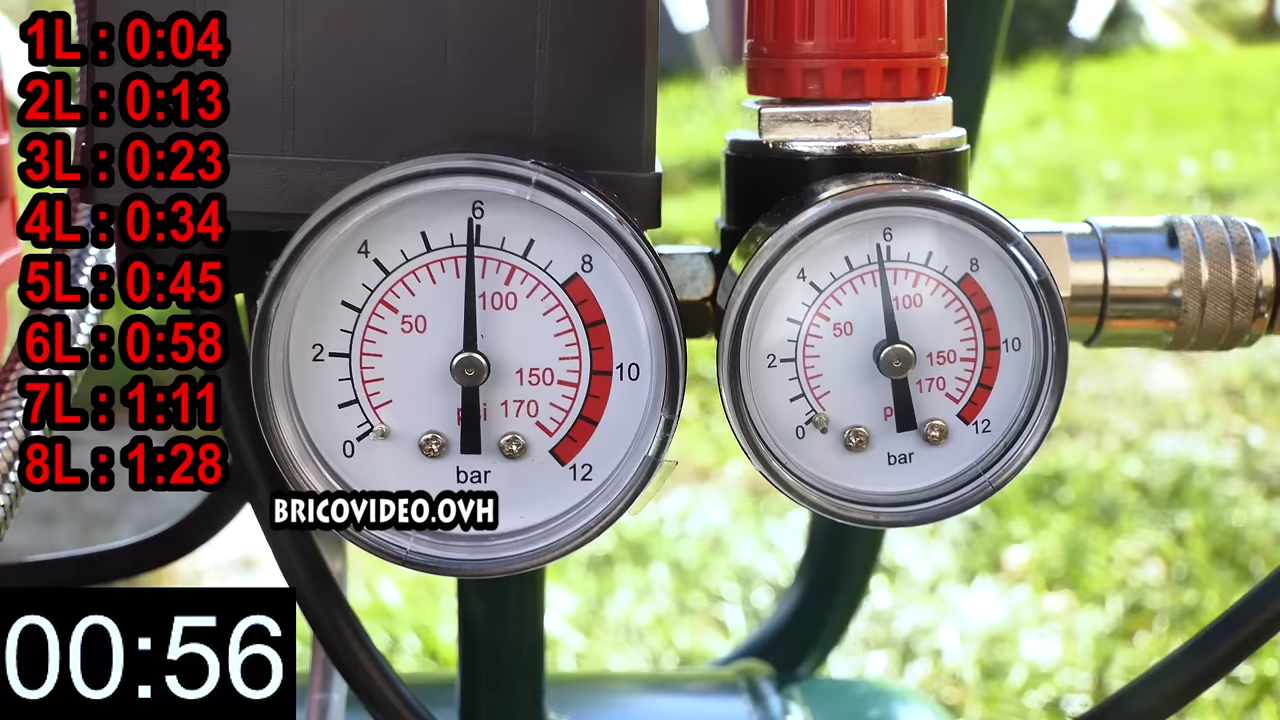 1L : 0:04
2L : 0:13
3L : 0:23
4L : 0:34
5L : 0:45
6L : 0:58
7L : 1:11
8L : 1:28
0
2
4
6
8
10
12
50
100
150
170
psi
bar
0
2
4
6
8
10
12
50
100
150
170
psi
bar
BRICOVIDEO.OVH
00:56